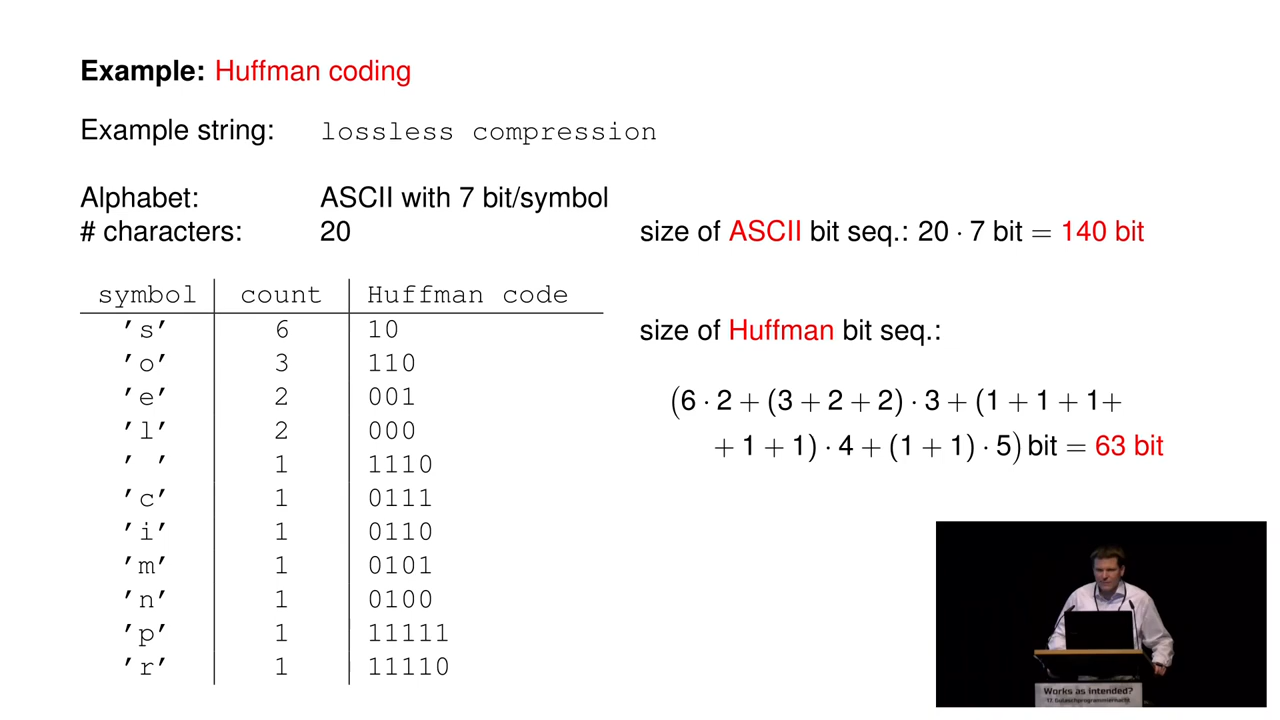 Example: Huffman coding
Example string: lossless compression
Alphabet: ASCII with 7 bit/symbol
# characters: 20 size of ASCII bit seq.: 20 · 7 bit = 140 bit
symbol count Huffman code
's' 6 10
size of Huffman bit seq.:
'o' 3 110
'e' 2 001
(6 · 2 + (3 + 2 + 2) · 3 + (1 + 1 + 1+
'l' 2 000
+ 1 + 1) · 4 + (1 + 1) · 5) bit = 63 bit
' ' 1 1110
'c' 1 0111
'i' 1 0110
'm' 1 0101
'n' 1 0100
'p' 1 11111
'r' 1 11110
Works as intended?